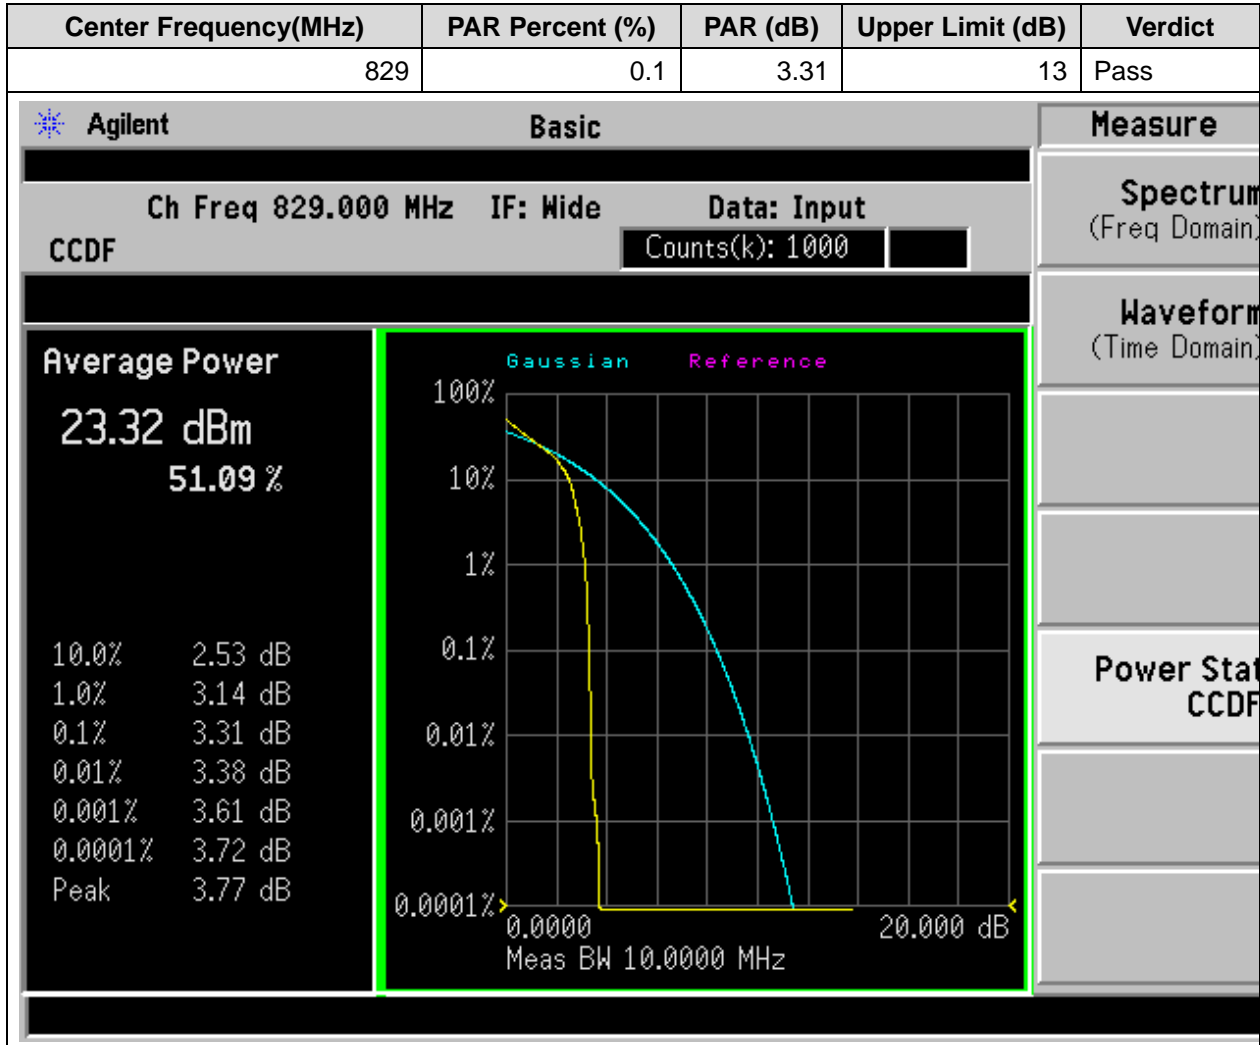 Center Frequency(MHz) PAR Percent (%) PAR (dB) Upper Limit (dB) Verdict
829 0.1 3.31 13 Pass
Agilent Basic Measure
Ch Freq 829.000 MHz IF: Wide Data: Input
CCDF Counts(k): 1000
Average Power
23.32 dBm
51.09 %
10.0% 2.53 dB
1.0% 3.14 dB
0.1% 3.31 dB
0.01% 3.38 dB
0.001% 3.61 dB
0.0001% 3.72 dB
Peak 3.77 dB
Gaussian Reference
100%
10%
1%
0.1%
0.01%
0.001%
0.0001%
0.0000 20.000 dB
Meas BW 10.0000 MHz
Spectrum
(Freq Domain)
Waveform
(Time Domain)
Power Stat
CCDF